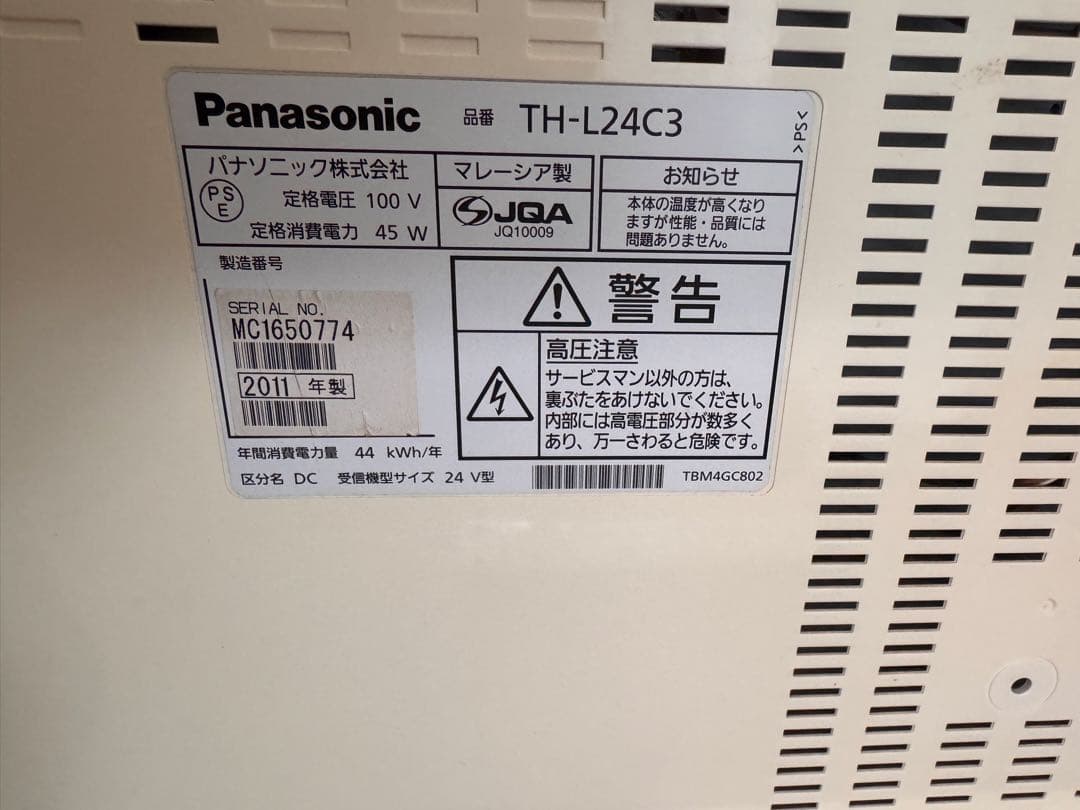 Panasonic 品番 TH-L24C3
>PS<
パナソニック株式会社
PS
E
定格電圧 100 V
定格消費電力 45 W
マレーシア製
JQA
JQ10009
お知らせ
本体の温度が高くなり
ますが性能・品質には
問題ありません。
製造番号
SERIAL NO.
MC1650774
2011 年製
警告
高圧注意
サービスマン以外の方は、
裏ぶたをあけないでください。
内部には高電圧部分が数多く
あり、万一さわると危険です。
年間消費電力量 44 kWh/年
区分名 DC 受信機型サイズ 24 V型
TBM4GC802